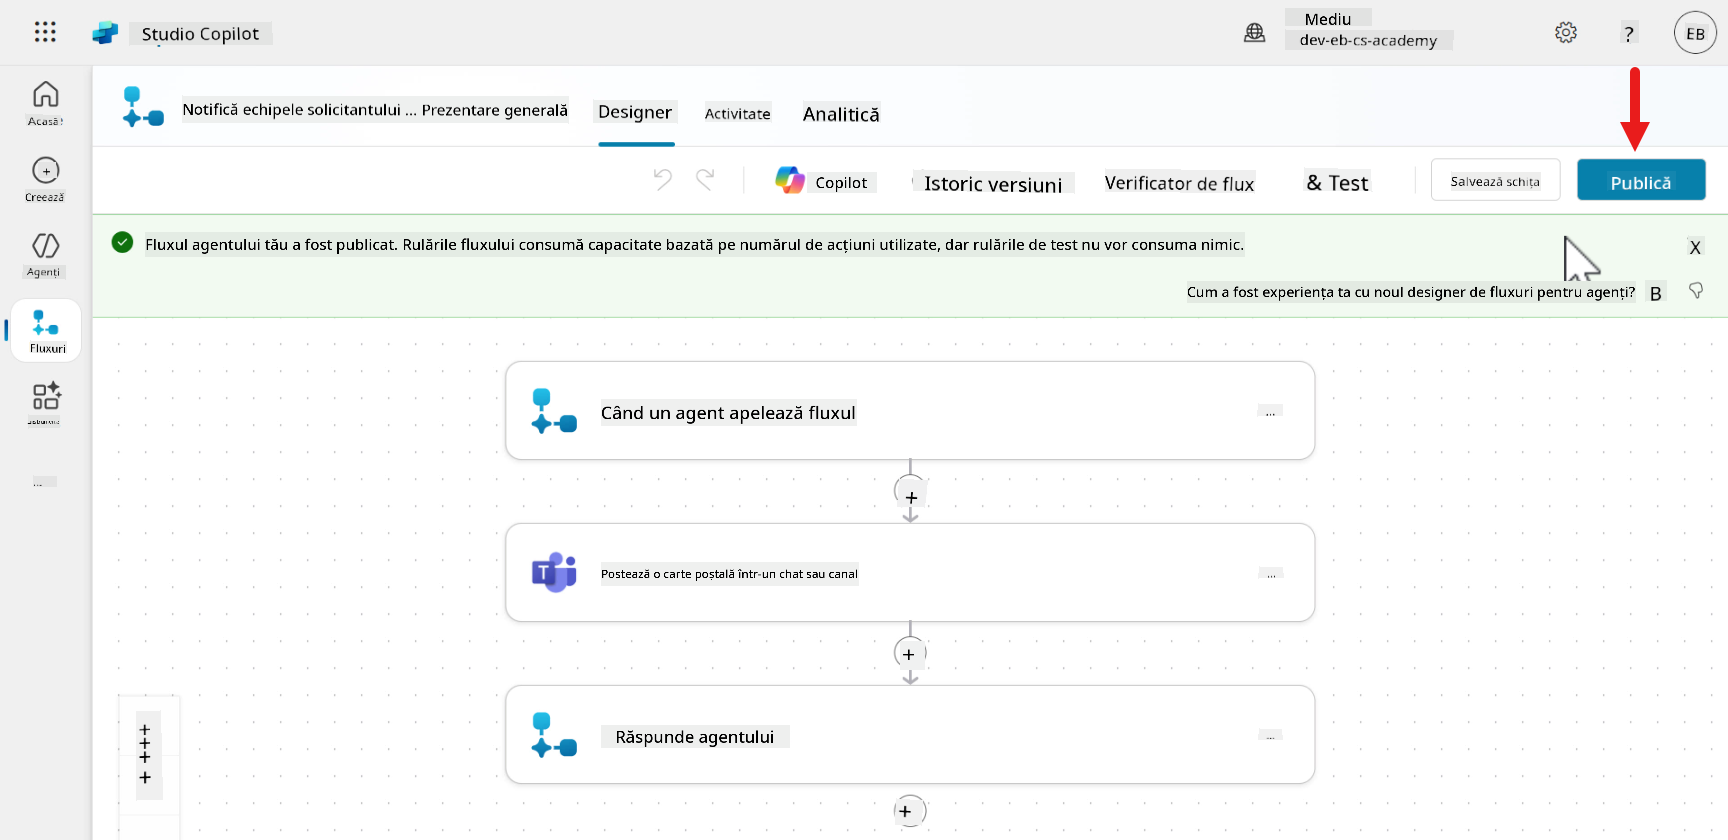 Studio Copilot
Mediu
dev-eb-cs-academy
?
EB
Acasă
Notifică echipele solicitantului ... Prezentare generală
Designer
Activitate
Analitică
Creează
Copilot
Istoric versiuni
Verificator de flux
& Test
Salvează schița
Publică
Agenți
Fluxul agentului tău a fost publicat. Rulările fluxului consumă capacitate bazată pe numărul de acțiuni utilizate, dar rulările de test nu vor consuma nimic.
X
Cum a fost experiența ta cu noul designer de fluxuri pentru agenți?
B
Fluxuri
Când un agent apelează fluxul
...
...
+
T
Postează o carte poștală într-un chat sau canal
...
+
Răspunde agentului
...
+
+
+
+
+